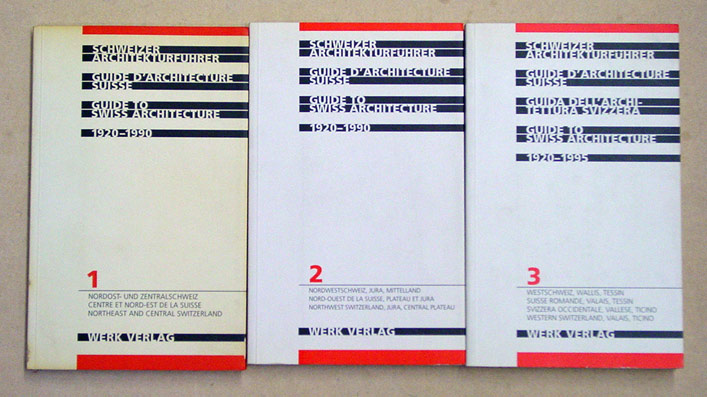 SCHWEIZER
ARCHITEKTURFÜHRER
GUIDE D'ARCHITECTURE
SUISSE
GUIDE TO
SWISS ARCHITECTURE
1920–1990
1
NORDOST- UND ZENTRALSCHWEIZ
CENTRE ET NORD-EST DE LA SUISSE
NORTHEAST AND CENTRAL SWITZERLAND
WERK VERLAG
SCHWEIZER
ARCHITEKTURFÜHRER
GUIDE D'ARCHITECTURE
SUISSE
GUIDE TO
SWISS ARCHITECTURE
1920–1990
2
NORDWESTSCHWEIZ, JURA, MITTELLAND
NORD-OUEST DE LA SUISSE, PLATEAU ET JURA
NORTHWEST SWITZERLAND, JURA, CENTRAL PLATEAU
WERK VERLAG
SCHWEIZER
ARCHITEKTURFÜHRER
GUIDE D'ARCHITECTURE
SUISSE
GUIDA DELL'ARCHI-
TETTURA SVIZZERA
GUIDE TO
SWISS ARCHITECTURE
1920–1995
3
WESTSCHWEIZ, WALLIS, TESSIN
SUISSE ROMANDE, VALAIS, TESSIN
SVIZZERA OCCIDENTALE, VALLESE, TICINO
WESTERN SWITZERLAND, VALAIS, TICINO
WERK VERLAG